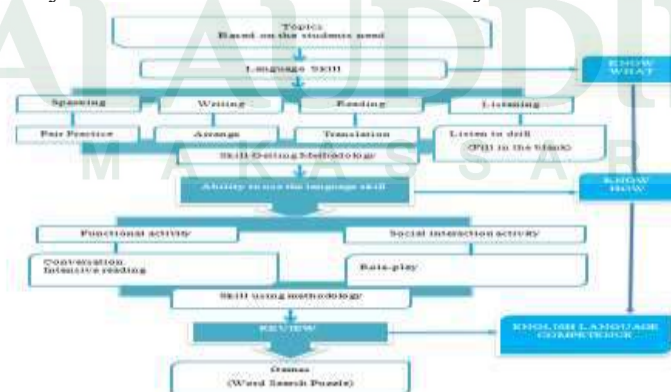 Topics
Based on the students need
Language Skill
KNOW
WHAT
Speaking
Writing
Reading
Listening
Pair Practice
Arrange
Translation
Listen to drill
(Fill in the blank)
Skill Getting Methodology
Ability to use the language skill
KNOW
HOW
Functional activity
Social interaction activity
Conversation
Intensive reading
Role-play
Skill using methodology
REVIEW
ENGLISH LANGUAGE
COMPETENCE
Games
(Word Search Puzzle)
AUDDI
MAKASSAR